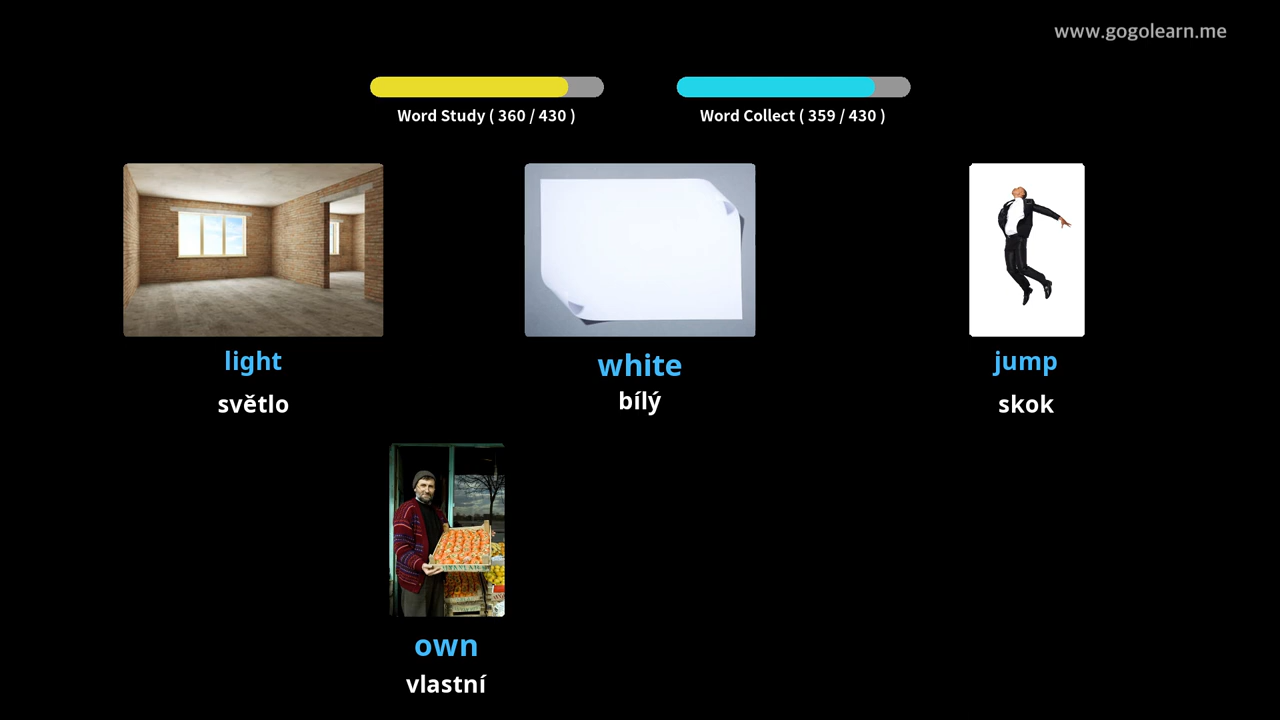 www.gogolearn.me
Word Study ( 360 / 430 )
Word Collect ( 359 / 430 )
light
světlo
white
bílý
jump
skok
own
vlastní